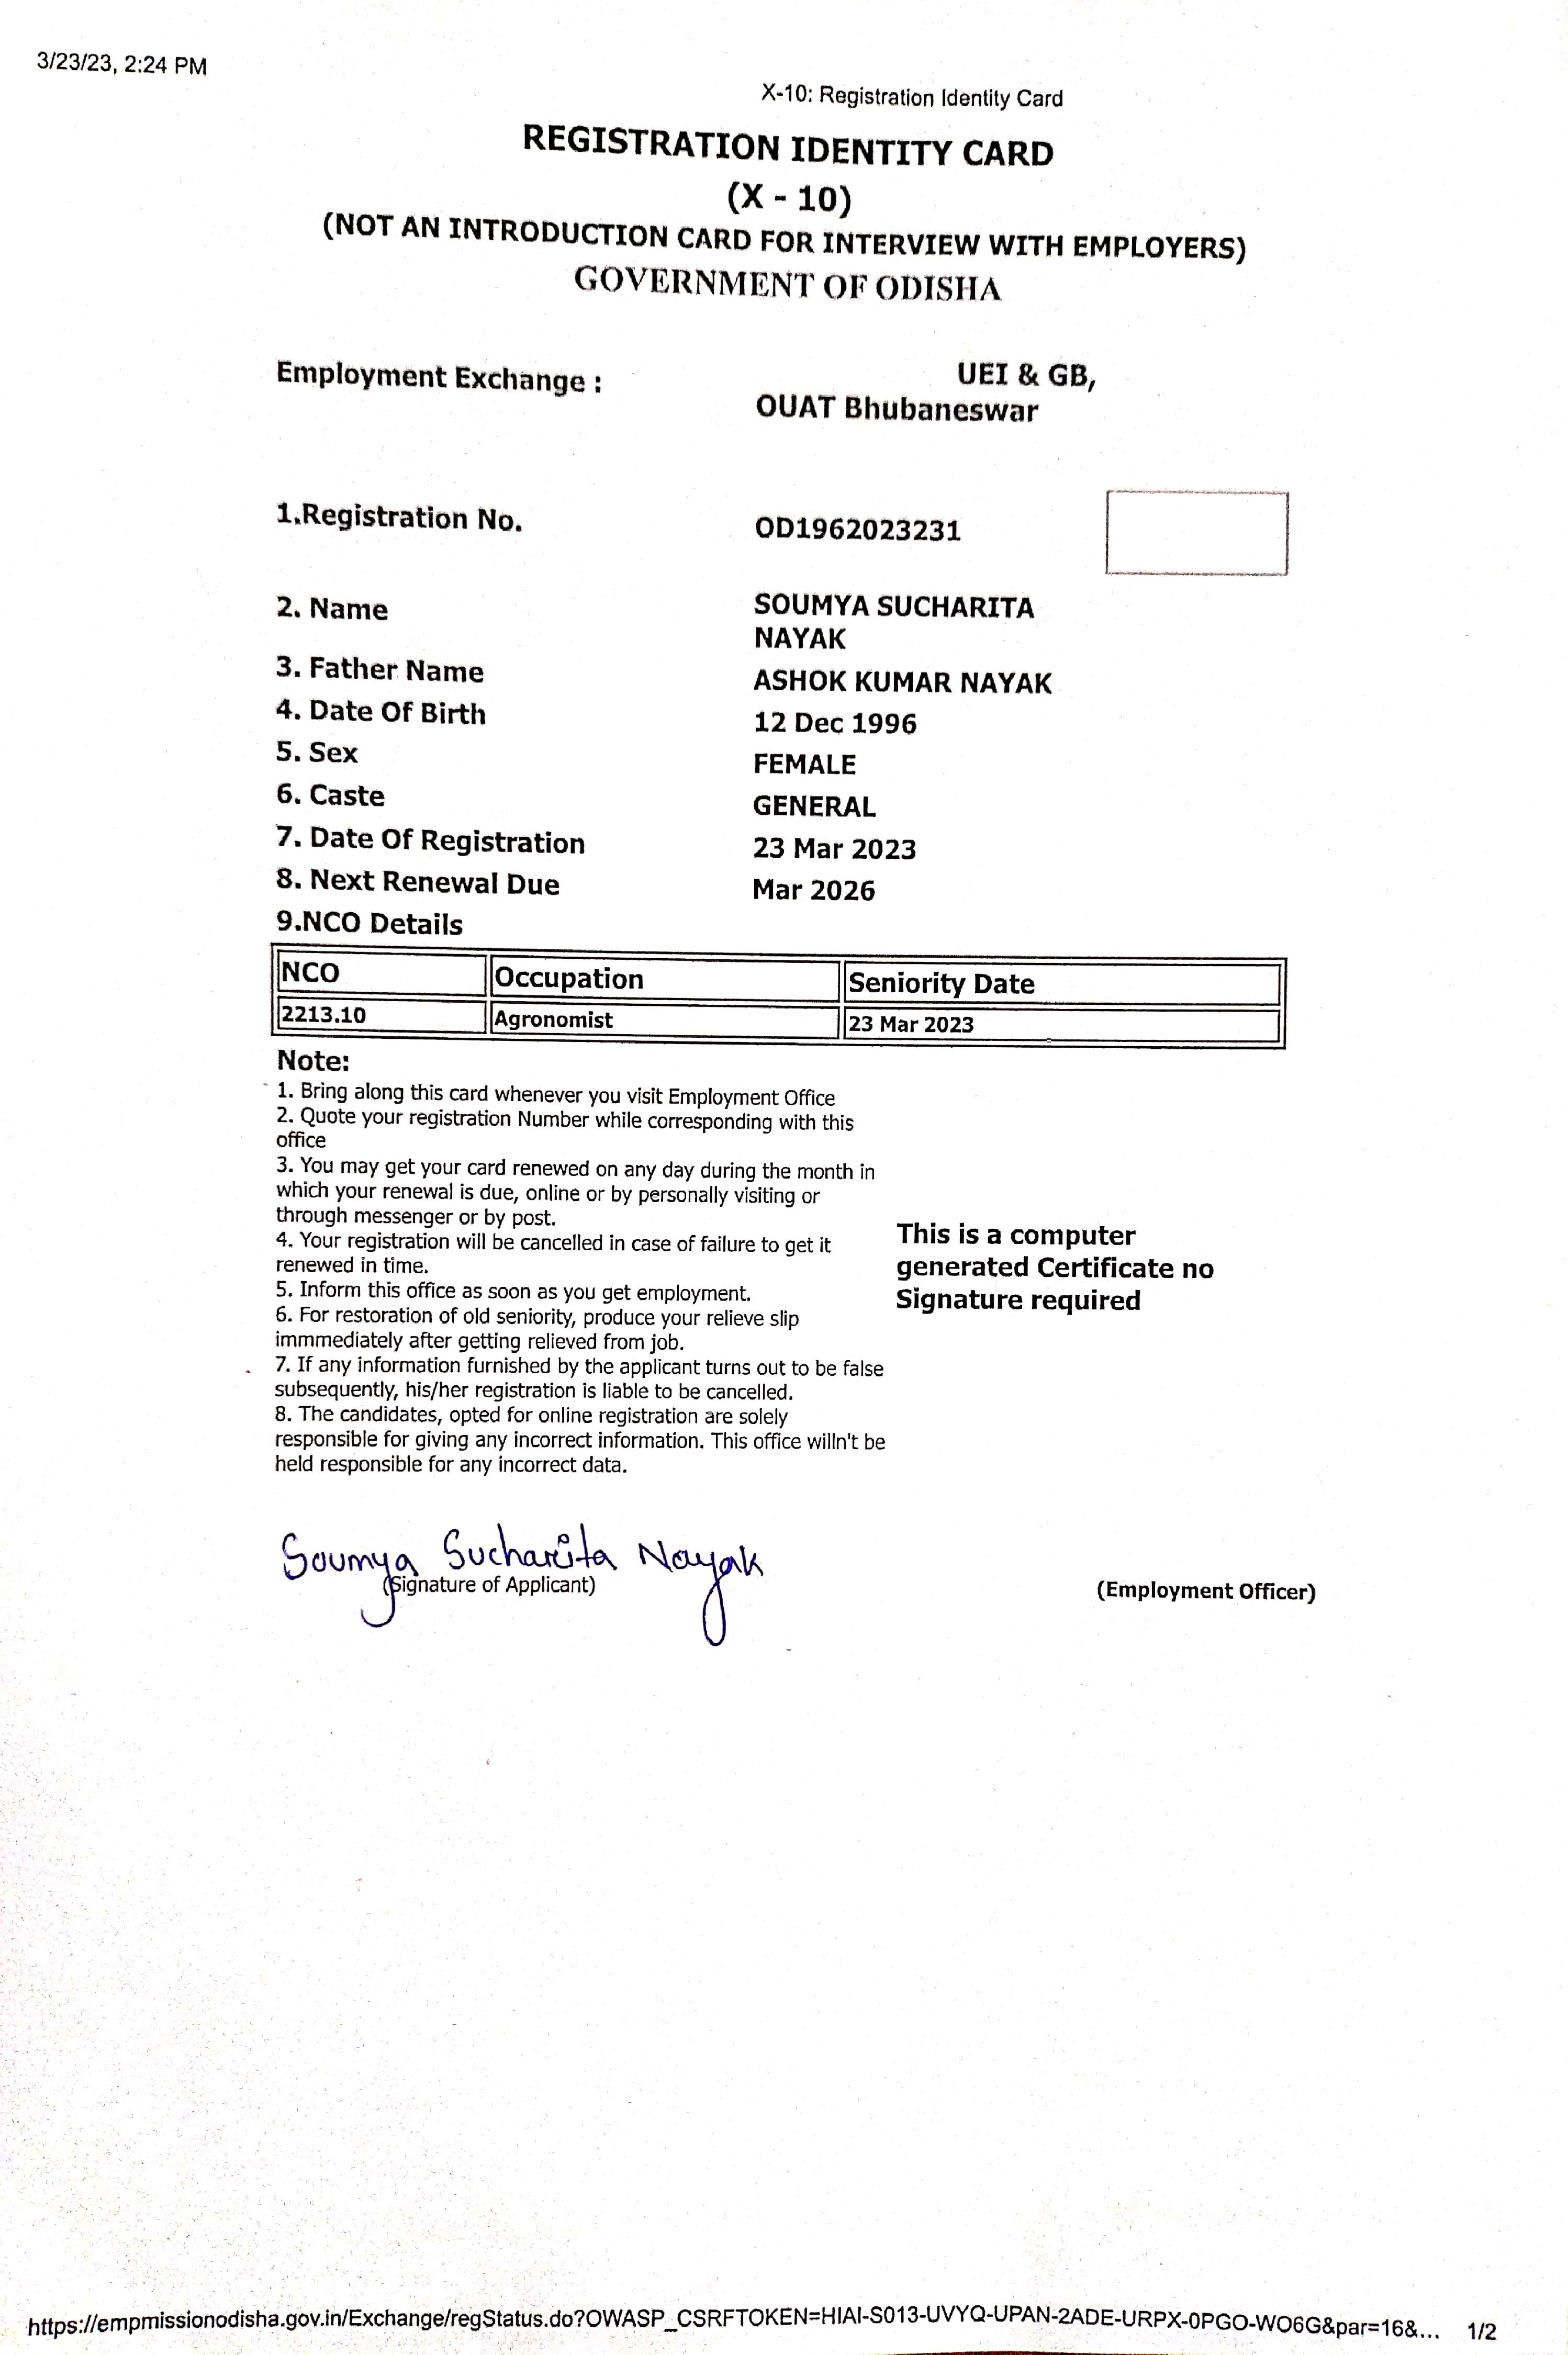 3/23/23, 2:24 PM
X-10: Registration Identity Card
REGISTRATION IDENTITY CARD
(X - 10)
(NOT AN INTRODUCTION CARD FOR INTERVIEW WITH EMPLOYERS)
GOVERNMENT OF ODISHA
Employment Exchange : UEI & GB,
OUAT Bhubaneswar
1.Registration No. OD1962023231
2. Name SOUMYA SUCHARITA
NAYAK
3. Father Name ASHOK KUMAR NAYAK
4. Date Of Birth 12 Dec 1996
5. Sex FEMALE
6. Caste GENERAL
7. Date Of Registration 23 Mar 2023
8. Next Renewal Due Mar 2026
9.NCO Details
NCO Occupation Seniority Date
2213.10 Agronomist 23 Mar 2023
Note:
1. Bring along this card whenever you visit Employment Office
2. Quote your registration Number while corresponding with this
office
3. You may get your card renewed on any day during the month in
which your renewal is due, online or by personally visiting or
through messenger or by post.
4. Your registration will be cancelled in case of failure to get it
renewed in time.
5. Inform this office as soon as you get employment.
6. For restoration of old seniority, produce your relieve slip
immmediately after getting relieved from job.
7. If any information furnished by the applicant turns out to be false
subsequently, his/her registration is liable to be cancelled.
8. The candidates, opted for online registration are solely
responsible for giving any incorrect information. This office willn't be
held responsible for any incorrect data.
This is a computer
generated Certificate no
Signature required
Soumya Sucharita Nayak
(Signature of Applicant)
(Employment Officer)
https://empmissionodisha.gov.in/Exchange/regStatus.do?OWASP_CSRFTOKEN=HIAI-S013-UVYQ-UPAN-2ADE-URPX-0PGO-WO6G&par=16&... 1/2